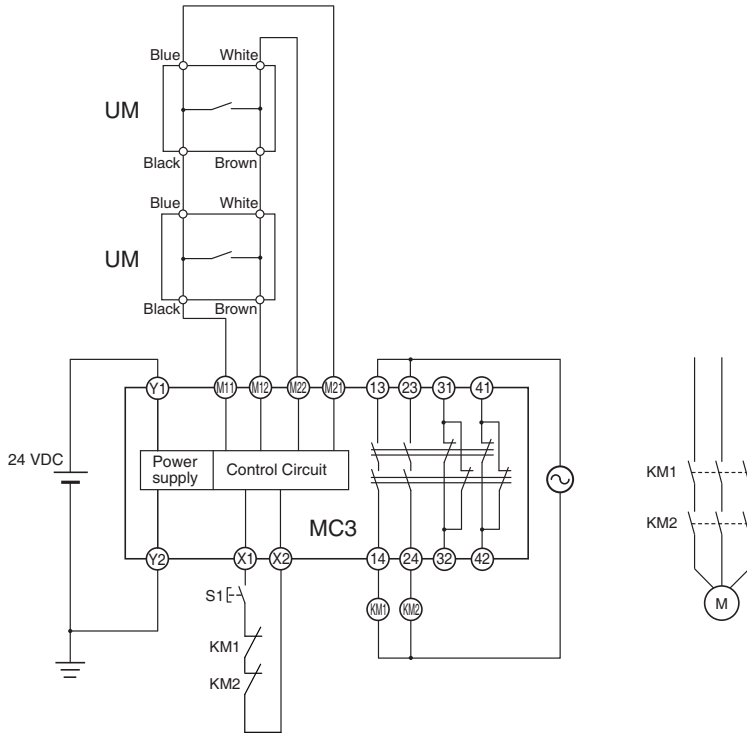 Blue White
UM
Black Brown
Blue White
UM
Black Brown
Y1 M11 M12 M22 M21 13 23 31 41
24 VDC
Power
supply
Control Circuit
MC3
KM1
KM2
Y2 X1 X2 14 24 32 42
S1
KM1 KM2
M
KM1
KM2